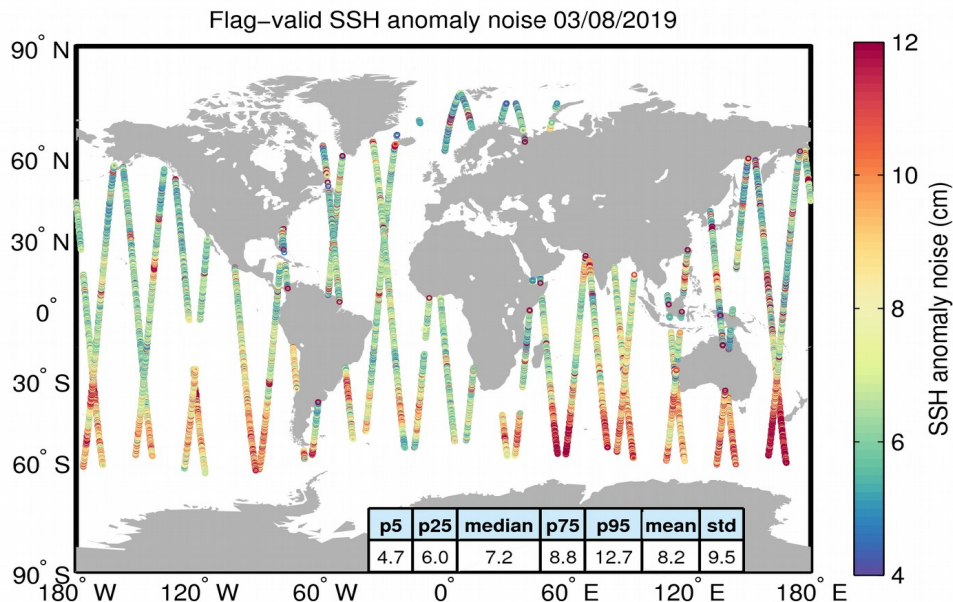 Flag−valid SSH anomaly noise 03/08/2019
90° N
60° N
30° N
0°
30° S
60° S
90° S
180° W
120° W
60° W
0°
60° E
120° E
180° E
p5 p25 median p75 p95 mean std
4.7 6.0 7.2 8.8 12.7 8.2 9.5
12
10
8
6
4
SSH anomaly noise (cm)